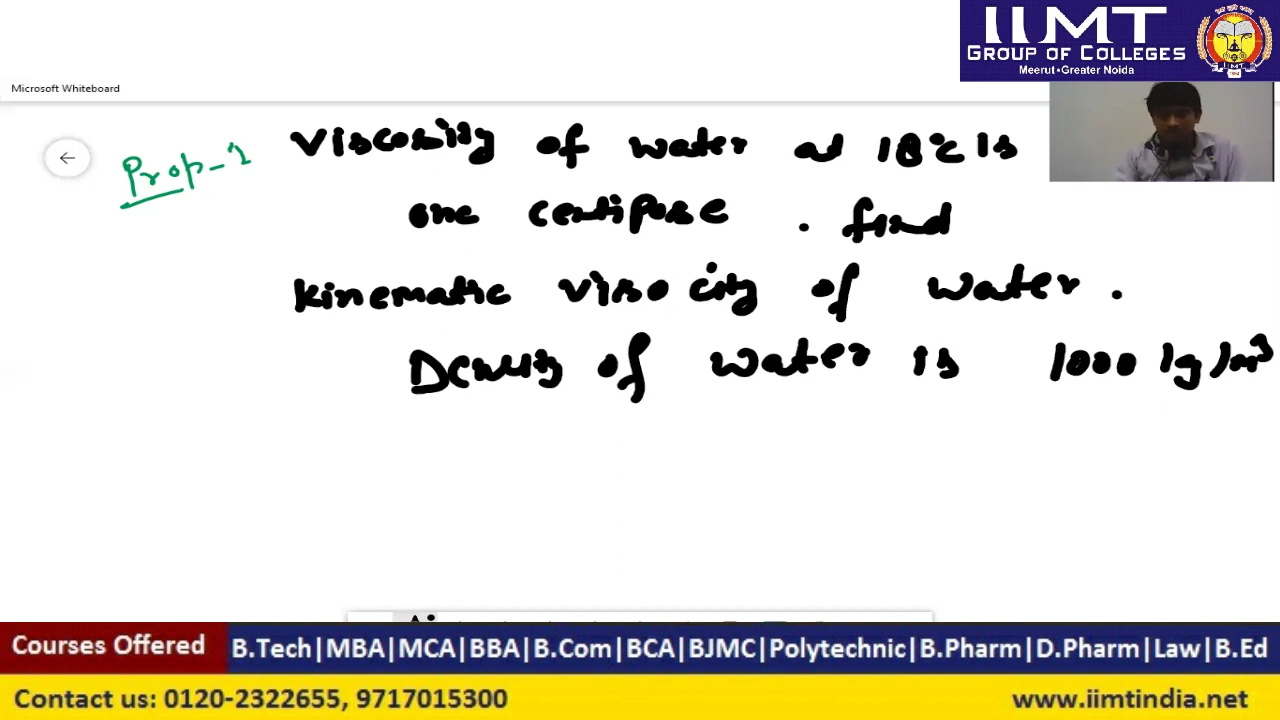 IIMT
GROUP OF COLLEGES
Meerut•Greater Noida
Microsoft Whiteboard
Prop-1
Viscosity of water at 18°C is
one centipoise . find
kinematic viscocity of water .
Density of water is 1000 kg/m³
Courses Offered
B.Tech|MBA|MCA|BBA|B.Com|BCA|BJMC|Polytechnic|B.Pharm|D.Pharm|Law|B.Ed
Contact us: 0120-2322655, 9717015300
www.iimtindia.net